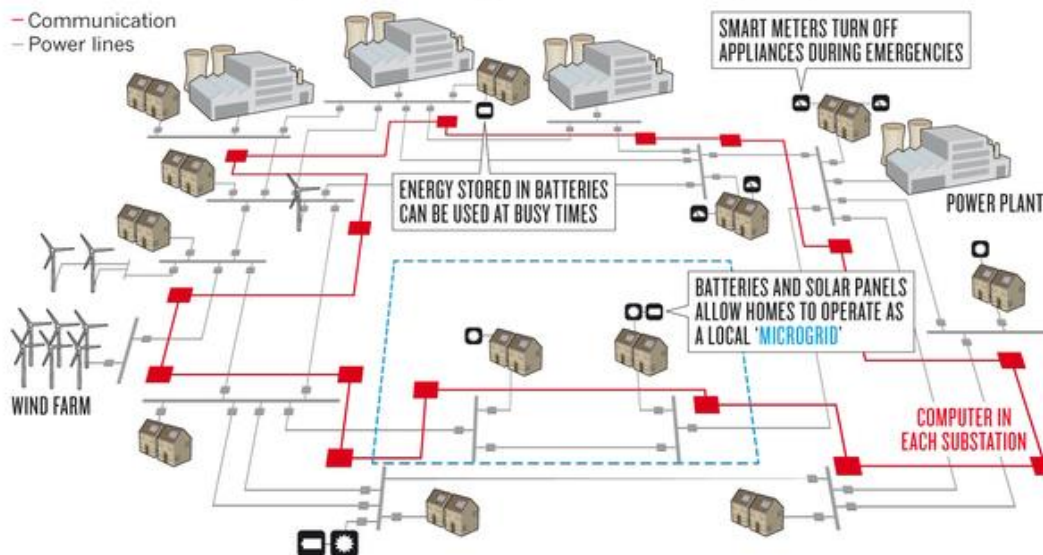 Communication
Power lines
SMART METERS TURN OFF
APPLIANCES DURING EMERGENCIES
ENERGY STORED IN BATTERIES
CAN BE USED AT BUSY TIMES
POWER PLANT
BATTERIES AND SOLAR PANELS
ALLOW HOMES TO OPERATE AS
A LOCAL ‘MICROGRID’
WIND FARM
COMPUTER IN
EACH SUBSTATION